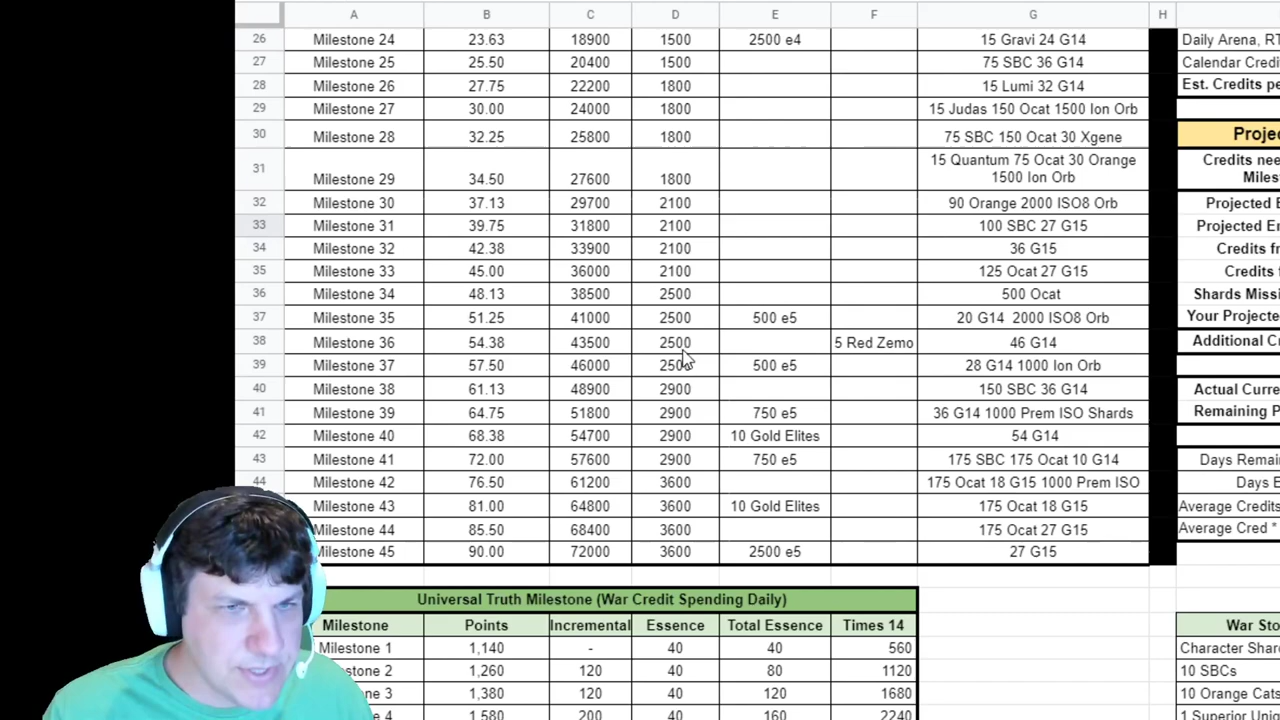 A B C D E F G H
26 Milestone 24 23.63 18900 1500 2500 e4 15 Gravi 24 G14 Daily Arena, RT
27 Milestone 25 25.50 20400 1500 75 SBC 36 G14 Calendar Credi
28 Milestone 26 27.75 22200 1800 15 Lumi 32 G14 Est. Credits pe
29 Milestone 27 30.00 24000 1800 15 Judas 150 Ocat 1500 Ion Orb
30 Milestone 28 32.25 25800 1800 75 SBC 150 Ocat 30 Xgene Projec
31 Milestone 29 34.50 27600 1800 15 Quantum 75 Ocat 30 Orange Credits nee
1500 Ion Orb Miles
32 Milestone 30 37.13 29700 2100 90 Orange 2000 ISO8 Orb Projected E
33 Milestone 31 39.75 31800 2100 100 SBC 27 G15 Projected En
34 Milestone 32 42.38 33900 2100 36 G15 Credits fr
35 Milestone 33 45.00 36000 2100 125 Ocat 27 G15 Credits f
36 Milestone 34 48.13 38500 2500 500 Ocat Shards Missi
37 Milestone 35 51.25 41000 2500 500 e5 20 G14 2000 ISO8 Orb Your Projecte
38 Milestone 36 54.38 43500 2500 5 Red Zemo 46 G14 Additional Cr
39 Milestone 37 57.50 46000 2500 500 e5 28 G14 1000 Ion Orb
40 Milestone 38 61.13 48900 2900 150 SBC 36 G14 Actual Curre
41 Milestone 39 64.75 51800 2900 750 e5 36 G14 1000 Prem ISO Shards Remaining P
42 Milestone 40 68.38 54700 2900 10 Gold Elites 54 G14
43 Milestone 41 72.00 57600 2900 750 e5 175 SBC 175 Ocat 10 G14 Days Remai
44 Milestone 42 76.50 61200 3600 175 Ocat 18 G15 1000 Prem ISO Days E
Milestone 43 81.00 64800 3600 10 Gold Elites 175 Ocat 18 G15 Average Credits
Milestone 44 85.50 68400 3600 175 Ocat 27 G15 Average Cred *
Milestone 45 90.00 72000 3600 2500 e5 27 G15
Universal Truth Milestone (War Credit Spending Daily)
Milestone Points Incremental Essence Total Essence Times 14 War Sto
Milestone 1 1,140 - 40 40 560 Character Shar
Milestone 2 1,260 120 40 80 1120 10 SBCs
ne 3 1,380 120 40 120 1680 10 Orange Cats
e 4 1,580 200 40 160 2240 1 Superior Uniq